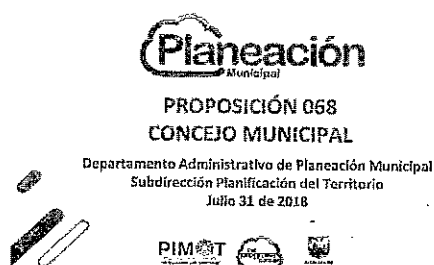 Planeación
Municipal
PROPOSICIÓN 068
CONCEJO MUNICIPAL
Departamento Administrativo de Planeación Municipal
Subdirección Planificación del Territorio
Julio 31 de 2018
PIMOT